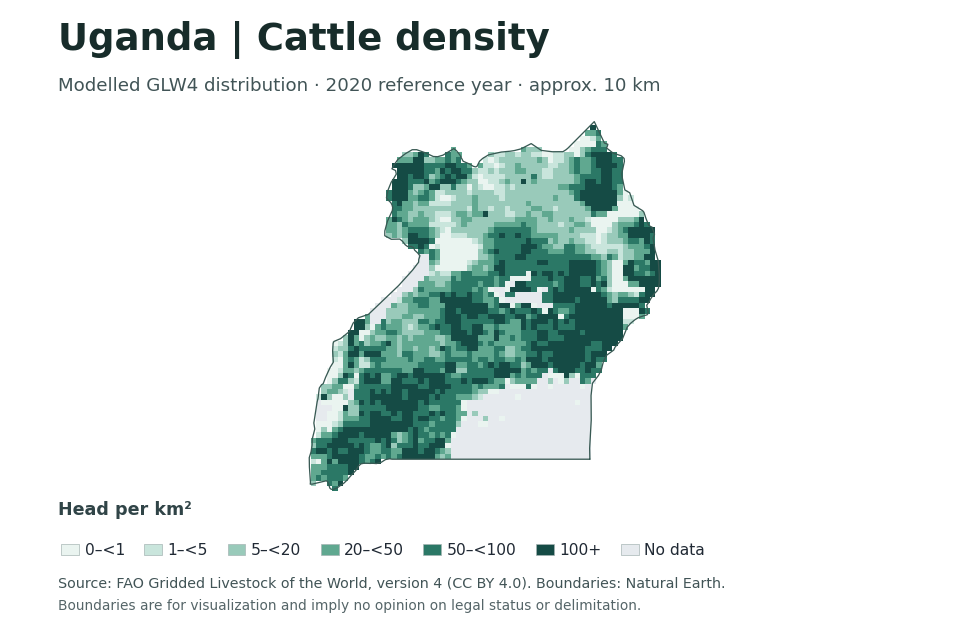 Uganda | Cattle density
Modelled GLW4 distribution · 2020 reference year · approx. 10 km
Head per km²
0–<1 1–<5 5–<20 20–<50 50–<100 100+ No data
Source: FAO Gridded Livestock of the World, version 4 (CC BY 4.0). Boundaries: Natural Earth.
Boundaries are for visualization and imply no opinion on legal status or delimitation.